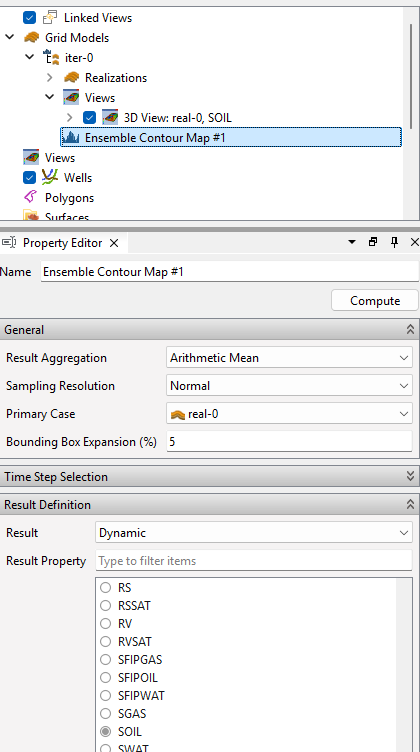 Linked Views
Grid Models
iter-0
Realizations
Views
3D View: real-0, SOIL
Ensemble Contour Map #1
Views
Wells
Polygons
Surfaces
Property Editor
Name Ensemble Contour Map #1
Compute
General
Result Aggregation Arithmetic Mean
Sampling Resolution Normal
Primary Case real-0
Bounding Box Expansion (%) 5
Time Step Selection
Result Definition
Result Dynamic
Result Property Type to filter items
RS
RSSAT
RV
RVSAT
SFIPGAS
SFIPOIL
SFIPWAT
SGAS
SOIL
SWAT